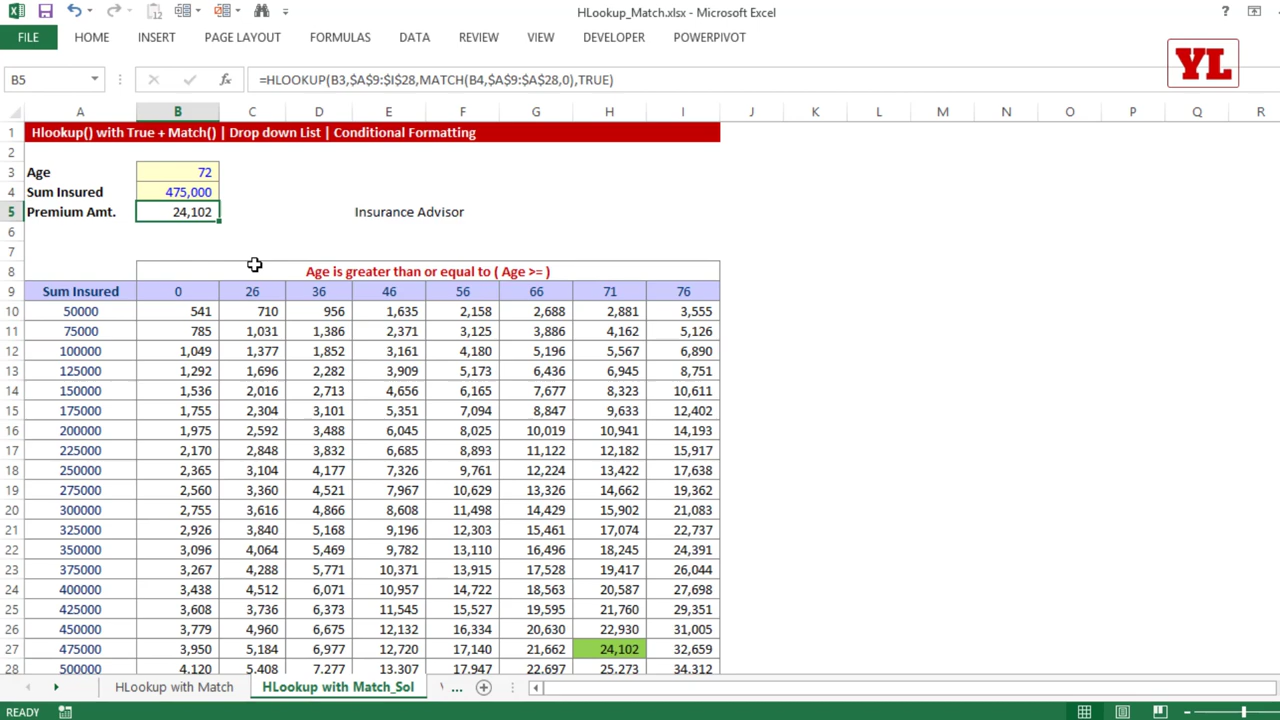 HLookup_Match.xlsx - Microsoft Excel
FILE HOME INSERT PAGE LAYOUT FORMULAS DATA REVIEW VIEW DEVELOPER POWERPIVOT
YL
B5 fx =HLOOKUP(B3,$A$9:$I$28,MATCH(B4,$A$9:$A$28,0),TRUE)
A B C D E F G H I J K L M N O P Q R
1 Hlookup() with True + Match() | Drop down List | Conditional Formatting
2
3 Age 72
4 Sum Insured 475,000
5 Premium Amt. 24,102 Insurance Advisor
6
7
8 Age is greater than or equal to ( Age >= )
9 Sum Insured 0 26 36 46 56 66 71 76
10 50000 541 710 956 1,635 2,158 2,688 2,881 3,555
11 75000 785 1,031 1,386 2,371 3,125 3,886 4,162 5,126
12 100000 1,049 1,377 1,852 3,161 4,180 5,196 5,567 6,890
13 125000 1,292 1,696 2,282 3,909 5,173 6,436 6,945 8,751
14 150000 1,536 2,016 2,713 4,656 6,165 7,677 8,323 10,611
15 175000 1,755 2,304 3,101 5,351 7,094 8,847 9,633 12,402
16 200000 1,975 2,592 3,488 6,045 8,025 10,019 10,941 14,193
17 225000 2,170 2,848 3,832 6,685 8,893 11,122 12,182 15,917
18 250000 2,365 3,104 4,177 7,326 9,761 12,224 13,422 17,638
19 275000 2,560 3,360 4,521 7,967 10,629 13,326 14,662 19,362
20 300000 2,755 3,616 4,866 8,608 11,498 14,429 15,902 21,083
21 325000 2,926 3,840 5,168 9,196 12,303 15,461 17,074 22,737
22 350000 3,096 4,064 5,469 9,782 13,110 16,496 18,245 24,391
23 375000 3,267 4,288 5,771 10,371 13,915 17,528 19,417 26,044
24 400000 3,438 4,512 6,071 10,957 14,722 18,563 20,587 27,698
25 425000 3,608 4,736 6,373 11,545 15,527 19,595 21,760 29,351
26 450000 3,779 4,960 6,675 12,132 16,334 20,630 22,930 31,005
27 475000 3,950 5,184 6,977 12,720 17,140 21,662 24,102 32,659
28 500000 4,120 5,408 7,277 13,307 17,947 22,697 25,273 34,312
HLookup with Match HLookup with Match_Sol ...
READY